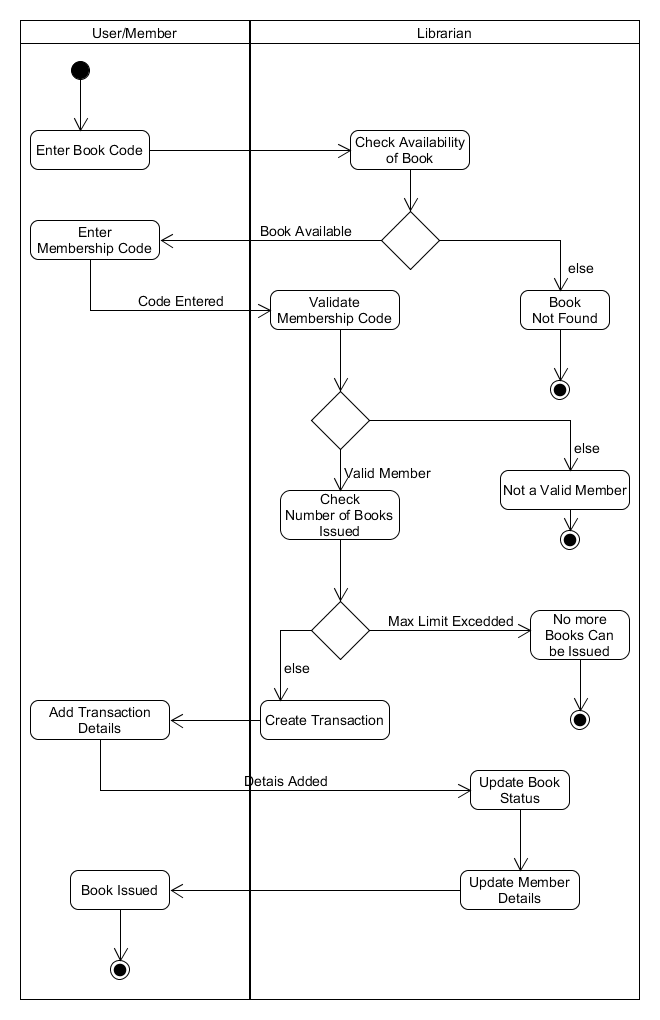 User/Member
Librarian
Enter Book Code
Check Availability
of Book
Enter
Membership Code
Book Available
else
Code Entered
Validate
Membership Code
Book
Not Found
else
Valid Member
Not a Valid Member
Check
Number of Books
Issued
Max Limit Excedded
No more
Books Can
be Issued
else
Add Transaction
Details
Create Transaction
Detais Added
Update Book
Status
Book Issued
Update Member
Details